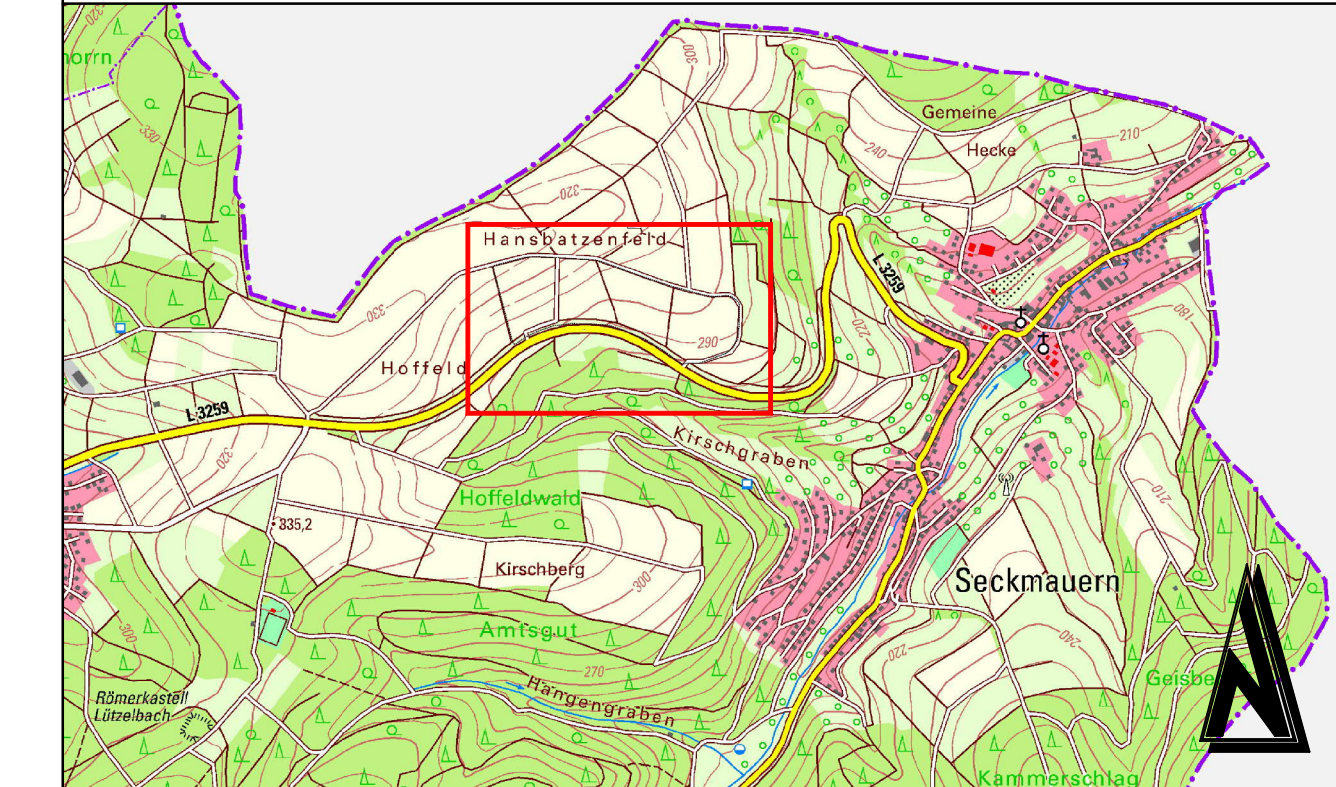 320
horrn
330
300
Gemeine
Hecke
240
210
320
Hansbatzenfeld
330
290
Hoffeld
L 3259
220
180
L 3259
320
Kirschgraben
Hoffeldwald
335,2
Kirschberg
300
210
Seckmauern
300
Amtsgut
270
240
220
Geisbe
Römerkastell
Lützelbach
Hangengraben
Kammerschlag